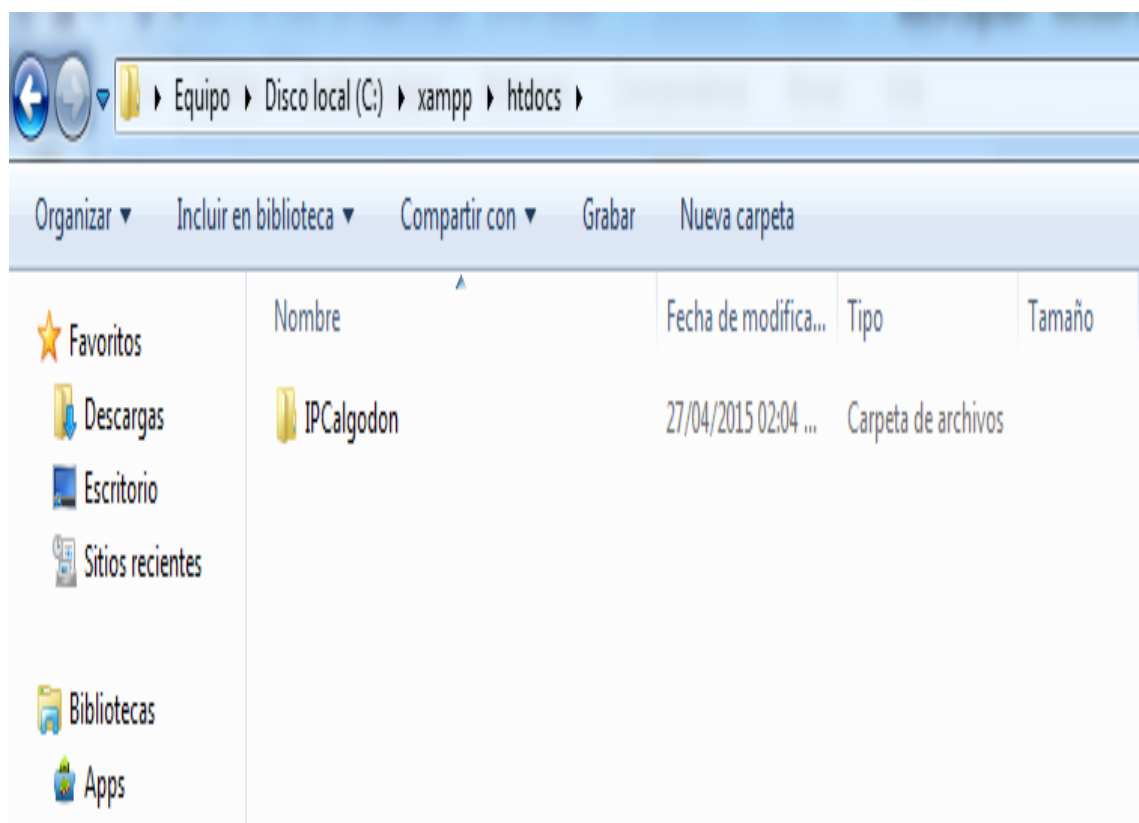 Equipo Disco local (C:) xampp htdocs
Organizar Incluir en biblioteca Compartir con Grabar Nueva carpeta
Nombre Fecha de modifica... Tipo Tamaño
Favoritos
Descargas
Escritorio
Sitios recientes
Bibliotecas
Apps
IPCalgodon 27/04/2015 02:04 ... Carpeta de archivos